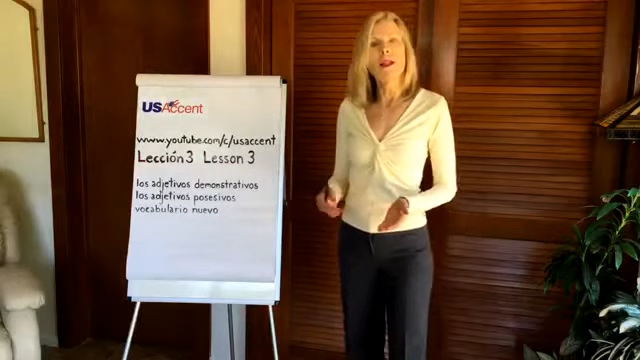 USAccent
www.youtube.com/c/usaccent
Lección 3 Lesson 3
los adjetivos demonstrativos
los adjetivos posesivos
vocabulario nuevo